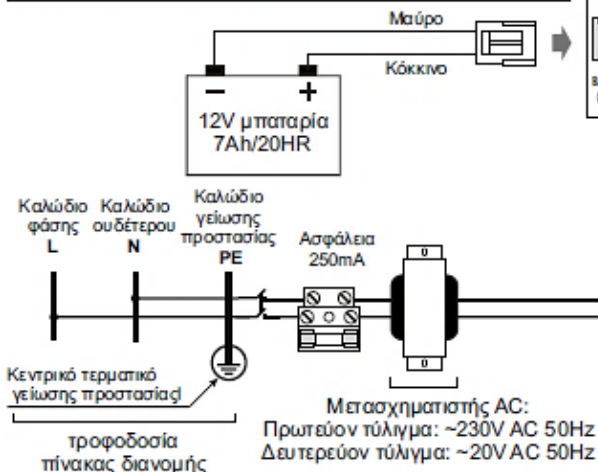 Μαύρο
Κόκκινο
12V μπαταρία
7Ah/20HR
Καλώδιο
φάσης
L
Καλώδιο
ουδέτερου
N
Καλώδιο
γείωσης
προστασίας
PE
Ασφάλεια
250mA
Κεντρικό τερματικό
γείωσης προστασίας
τροφοδοσία
πίνακας διανομής
Μετασχηματιστής AC:
Πρωτεύον τύλιγμα: ~230V AC 50Hz
Δευτερεύον τύλιγμα: ~20V AC 50Hz